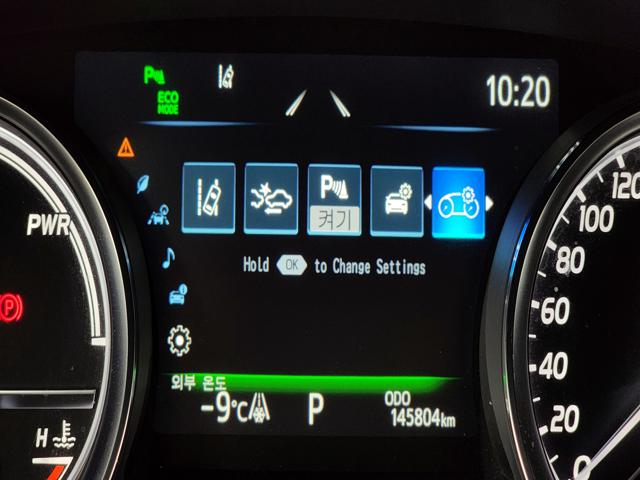 P
ECO
MODE
10:20
P
켜기
PWR
Hold OK to Change Settings
P
외부 온도
-9°C
P
ODO
145804km
H
120
100
80
60
40
20
0